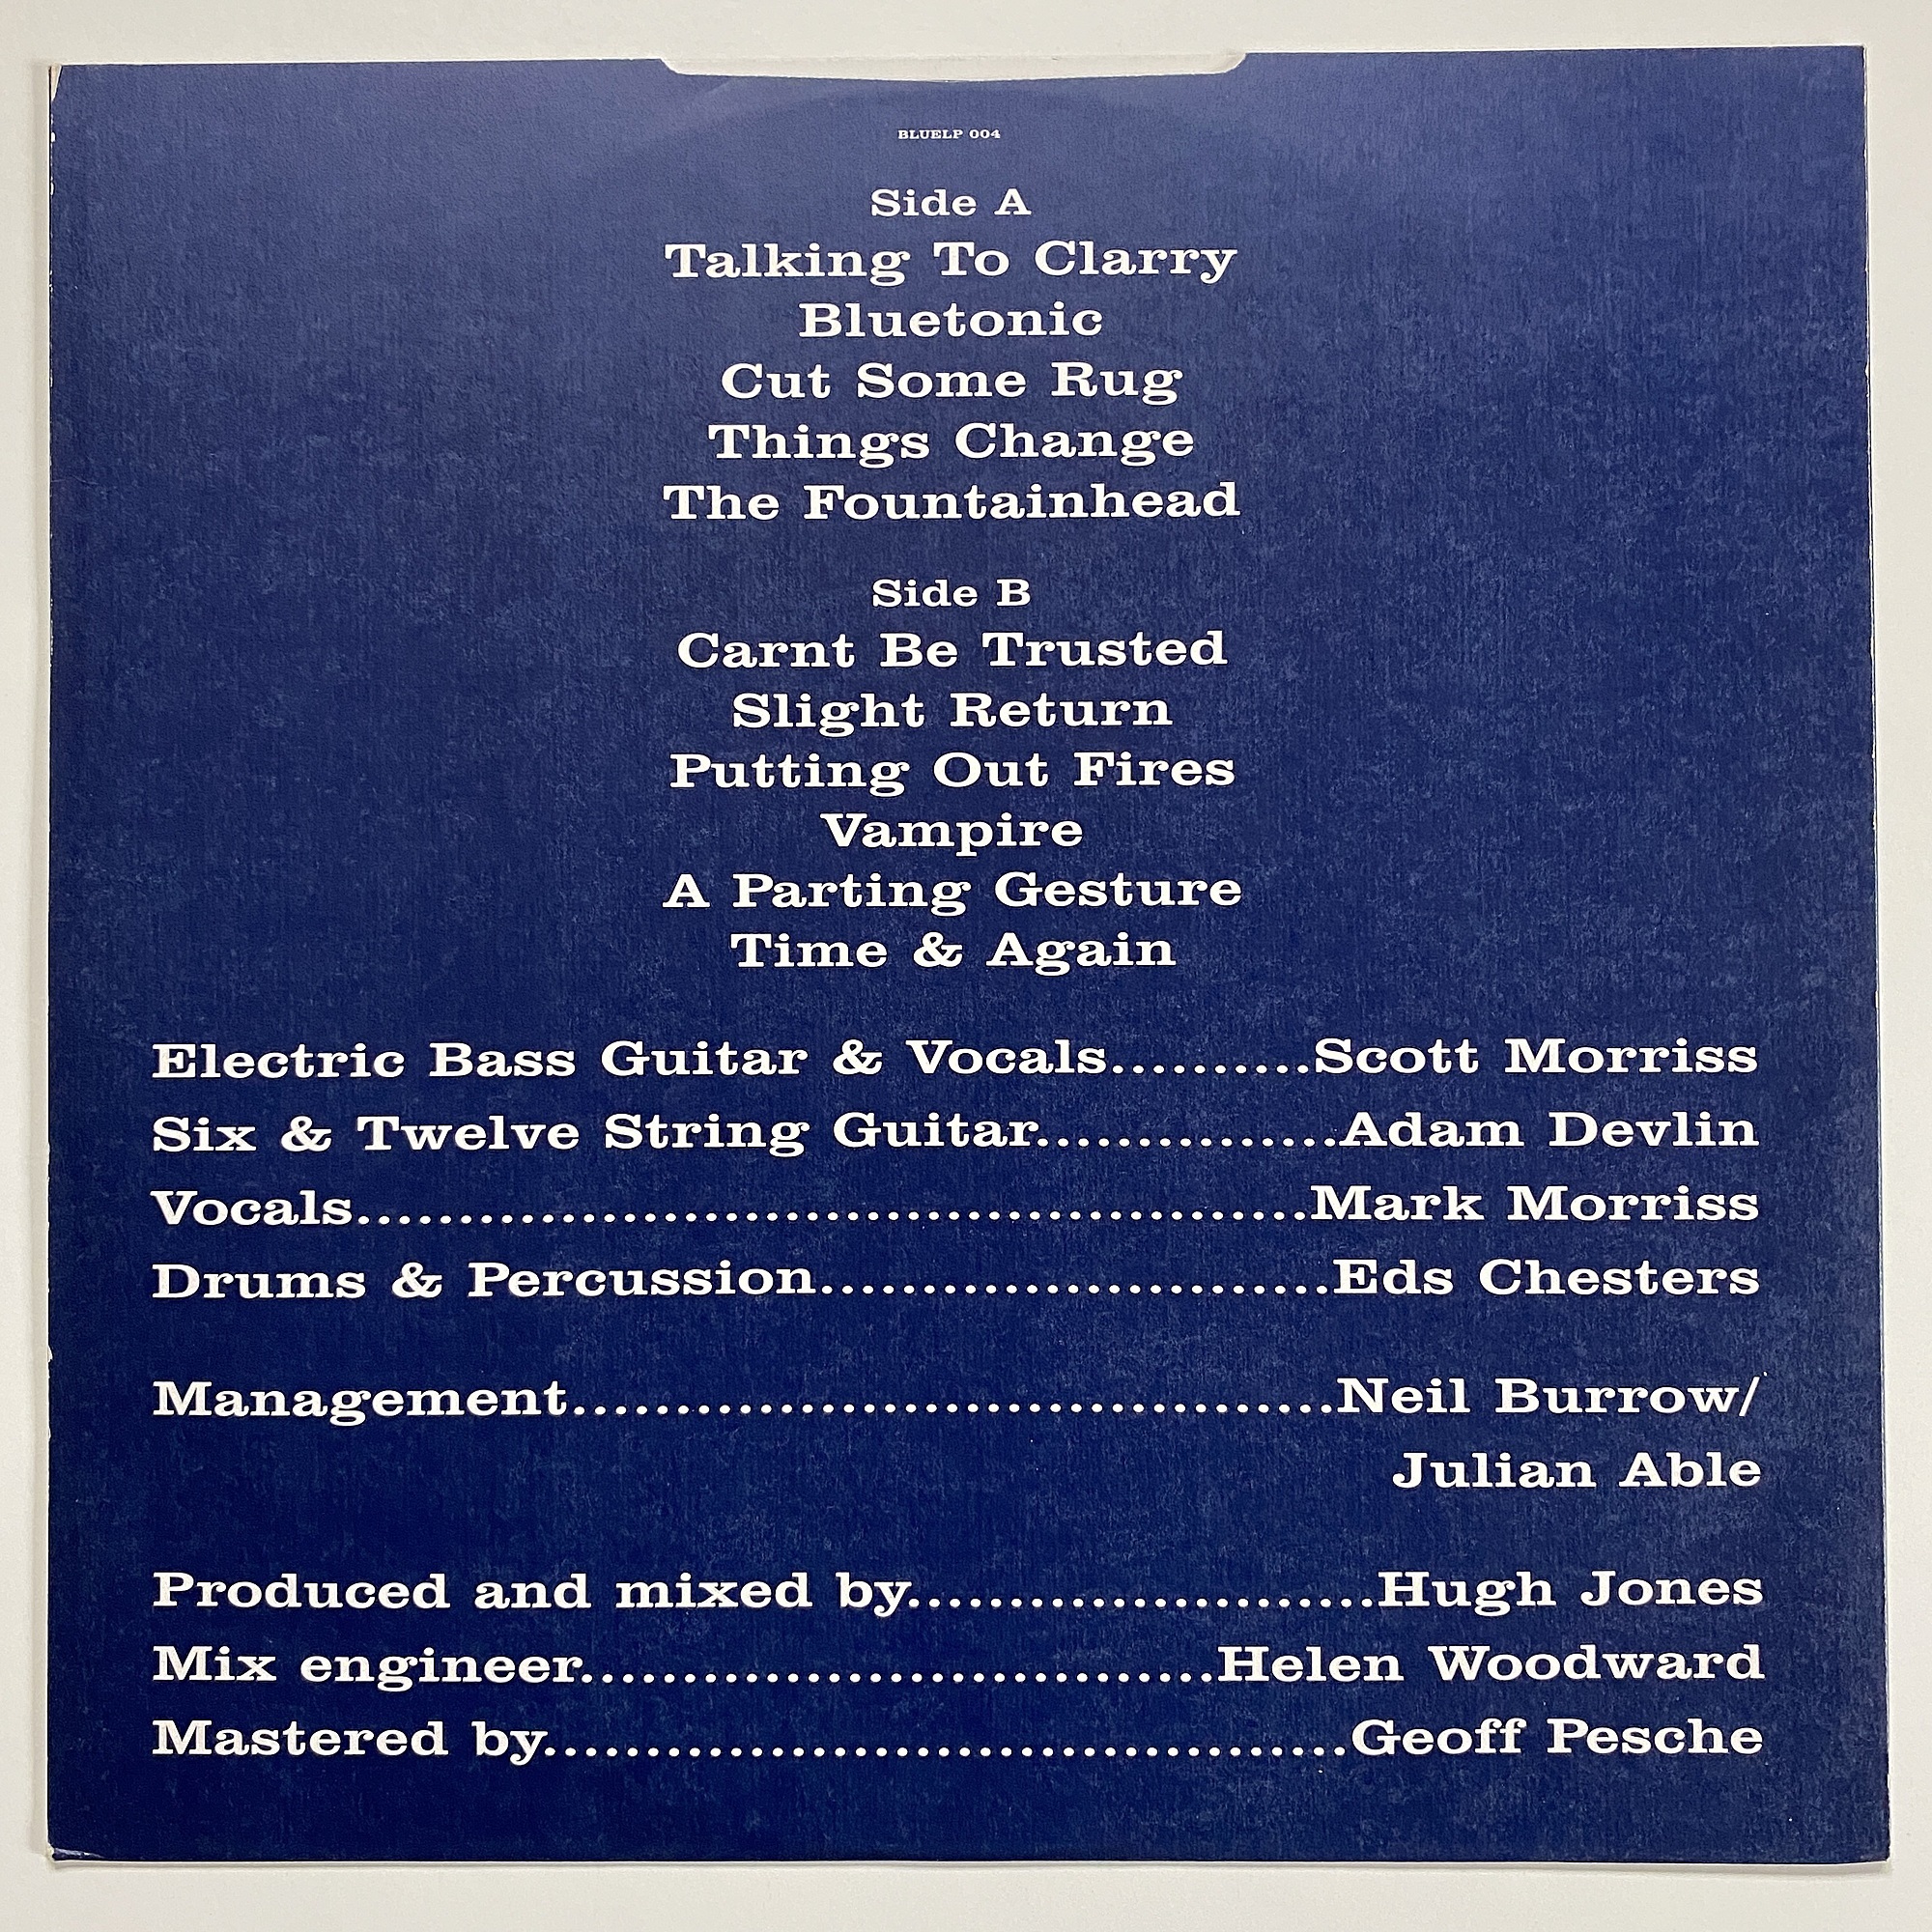 BLUELP 004
Side A
Talking To Clarry
Bluetonic
Cut Some Rug
Things Change
The Fountainhead
Side B
Carnt Be Trusted
Slight Return
Putting Out Fires
Vampire
A Parting Gesture
Time & Again
Electric Bass Guitar & Vocals..........Scott Morriss
Six & Twelve String Guitar...............Adam Devlin
Vocals...............................................Mark Morriss
Drums & Percussion.........................Eds Chesters
Management.....................................Neil Burrow/
Julian Able
Produced and mixed by.......................Hugh Jones
Mix engineer...............................Helen Woodward
Mastered by.......................................Geoff Pesche